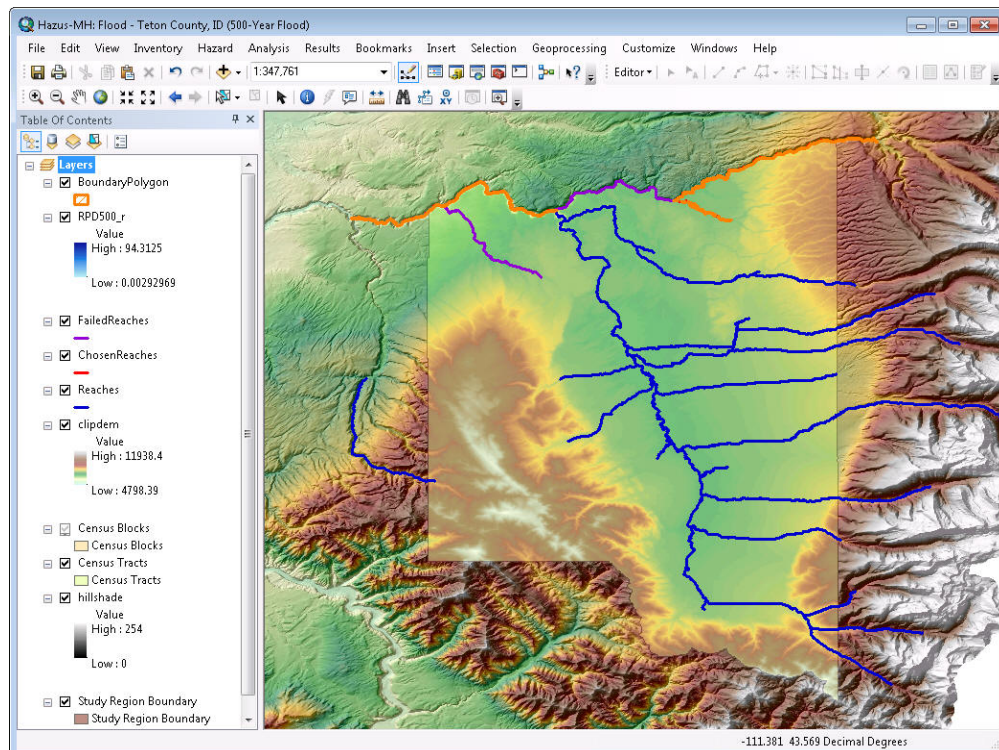 Hazus-MH: Flood - Teton County, ID (500-Year Flood)
File Edit View Inventory Hazard Analysis Results Bookmarks Insert Selection Geoprocessing Customize Windows Help
1:347,761
Editor
Table Of Contents
Layers
BoundaryPolygon
RPD500_r
Value
High : 94.3125
Low : 0.00292969
FailedReaches
ChosenReaches
Reaches
clipdem
Value
High : 11938.4
Low : 4798.39
Census Blocks
Census Blocks
Census Tracts
Census Tracts
hillshade
Value
High : 254
Low : 0
Study Region Boundary
Study Region Boundary
-111.381 43.569 Decimal Degrees